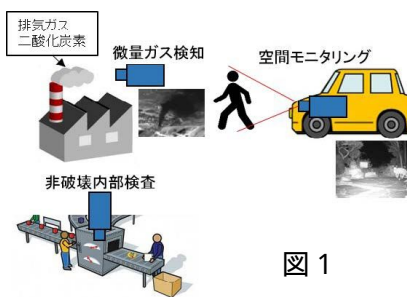 排気ガス
二酸化炭素
微量ガス検知
空間モニタリング
非破壊内部検査
図１